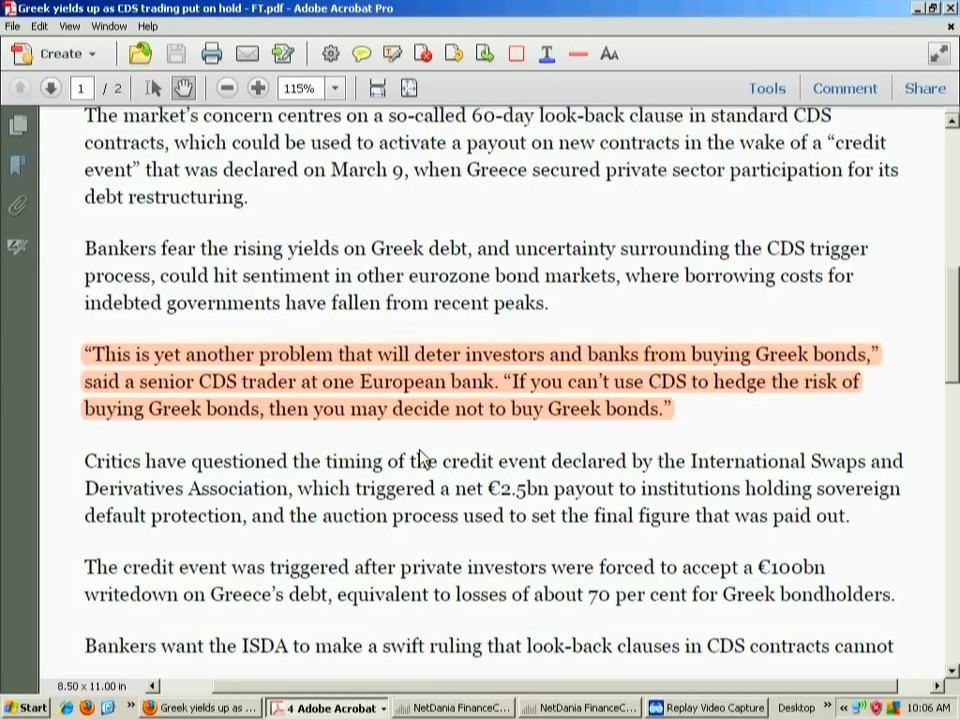 Greek yields up as CDS trading put on hold - FT.pdf - Adobe Acrobat Pro
File Edit View Window Help
Create
1 / 2 115% Tools Comment Share
The market's concern centres on a so-called 60-day look-back clause in standard CDS
contracts, which could be used to activate a payout on new contracts in the wake of a “credit
event” that was declared on March 9, when Greece secured private sector participation for its
debt restructuring.
Bankers fear the rising yields on Greek debt, and uncertainty surrounding the CDS trigger
process, could hit sentiment in other eurozone bond markets, where borrowing costs for
indebted governments have fallen from recent peaks.
“This is yet another problem that will deter investors and banks from buying Greek bonds,”
said a senior CDS trader at one European bank. “If you can't use CDS to hedge the risk of
buying Greek bonds, then you may decide not to buy Greek bonds.”
Critics have questioned the timing of the credit event declared by the International Swaps and
Derivatives Association, which triggered a net €2.5bn payout to institutions holding sovereign
default protection, and the auction process used to set the final figure that was paid out.
The credit event was triggered after private investors were forced to accept a €100bn
writedown on Greece's debt, equivalent to losses of about 70 per cent for Greek bondholders.
Bankers want the ISDA to make a swift ruling that look-back clauses in CDS contracts cannot
8.50 x 11.00 in
Start » Greek yields up as ... 4 Adobe Acrobat NetDania FinanceC... NetDania FinanceC... Replay Video Capture Desktop » « 10:06 AM